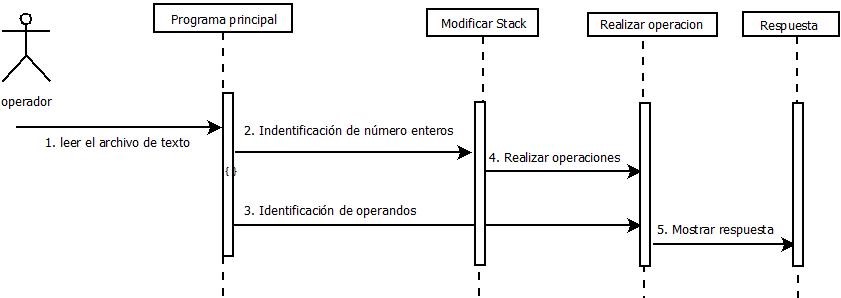 Programa principal
Modificar Stack
Realizar operacion
Respuesta
operador
1. leer el archivo de texto
2. Indentificación de número enteros
4. Realizar operaciones
{ }
3. Identificación de operandos
5. Mostrar respuesta